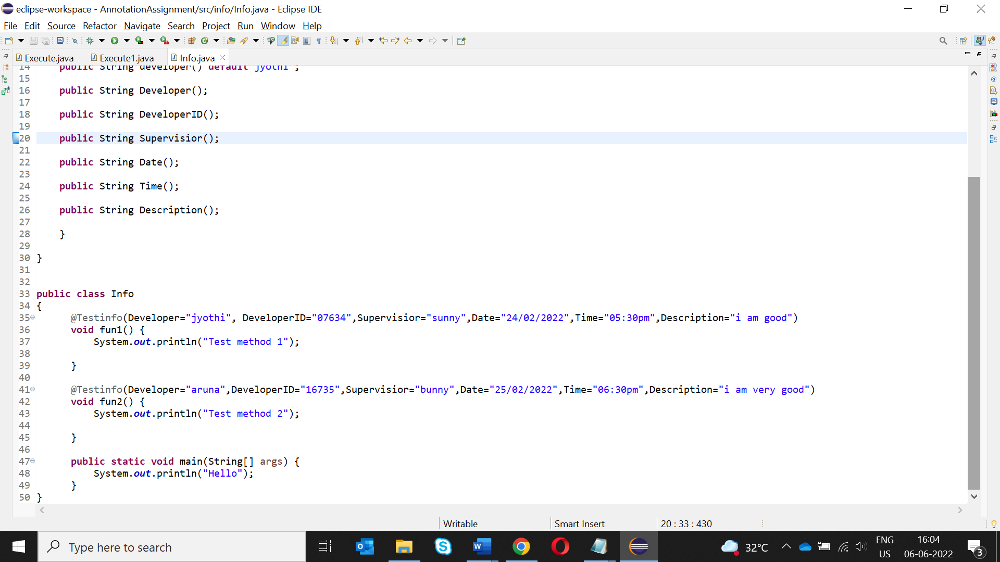 eclipse-workspace - AnnotationAssignment/src/info/Info.java - Eclipse IDE
File Edit Source Refactor Navigate Search Project Run Window Help
Execute.java Execute1.java Info.java
14 public String developer() default "jyothi";
15
16 public String Developer();
17
18 public String DeveloperID();
19
20 public String Supervisior();
21
22 public String Date();
23
24 public String Time();
25
26 public String Description();
27
28 }
29
30 }
31
32
33 public class Info
34 {
35 @Testinfo(Developer="jyothi", DeveloperID="07634",Supervisior="sunny",Date="24/02/2022",Time="05:30pm",Description="i am good")
36 void fun1() {
37 System.out.println("Test method 1");
38
39 }
40
41 @Testinfo(Developer="aruna",DeveloperID="16735",Supervisior="bunny",Date="25/02/2022",Time="06:30pm",Description="i am very good")
42 void fun2() {
43 System.out.println("Test method 2");
44
45 }
46
47 public static void main(String[] args) {
48 System.out.println("Hello");
49 }
50 }
Writable Smart Insert 20 : 33 : 430
Type here to search
32°C
ENG
US
16:04
06-06-2022
3